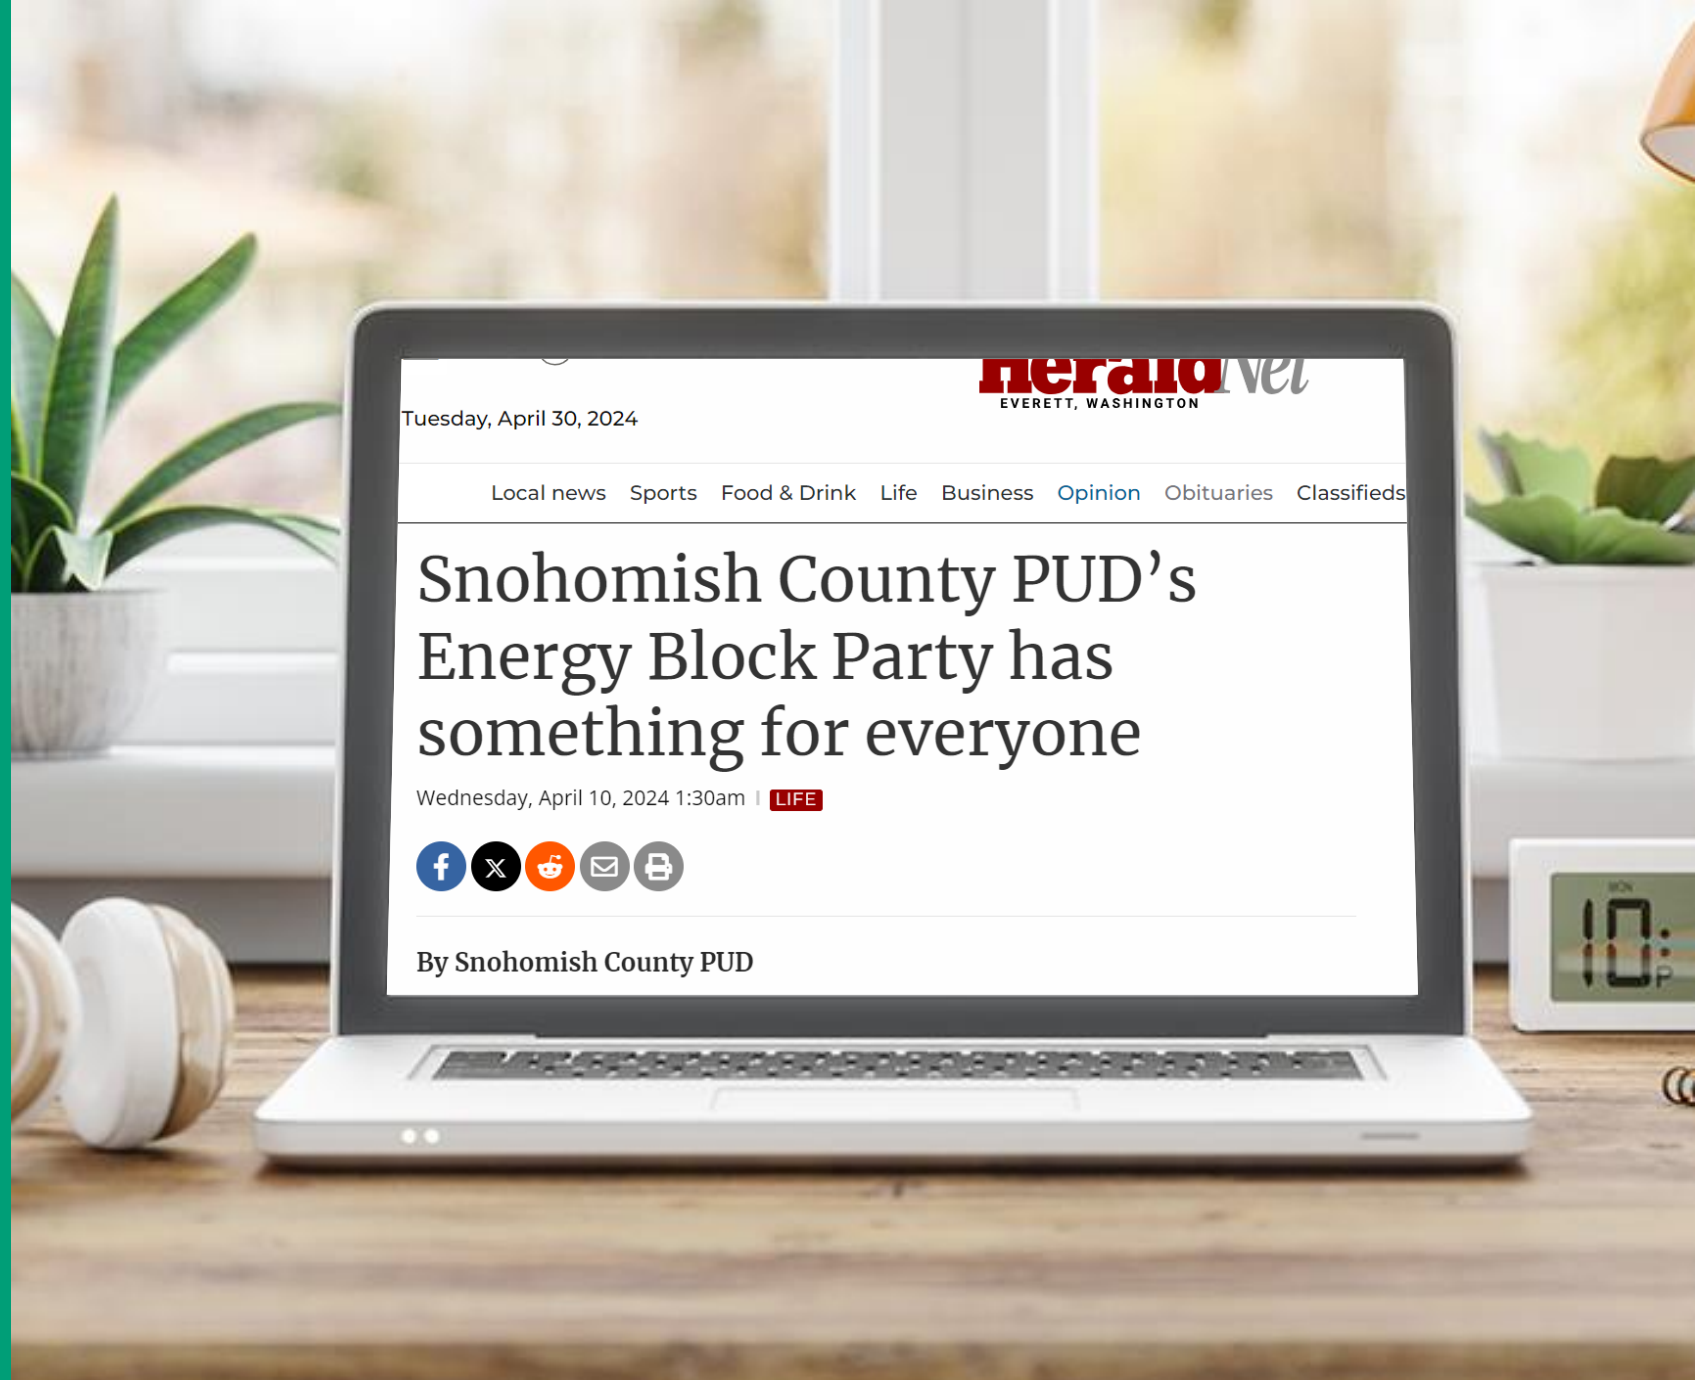 HeraldNet
EVERETT, WASHINGTON
Tuesday, April 30, 2024
Local news Sports Food & Drink Life Business Opinion Obituaries Classifieds
Snohomish County PUD’s
Energy Block Party has
something for everyone
Wednesday, April 10, 2024 1:30am | LIFE
By Snohomish County PUD
MON
10:
P